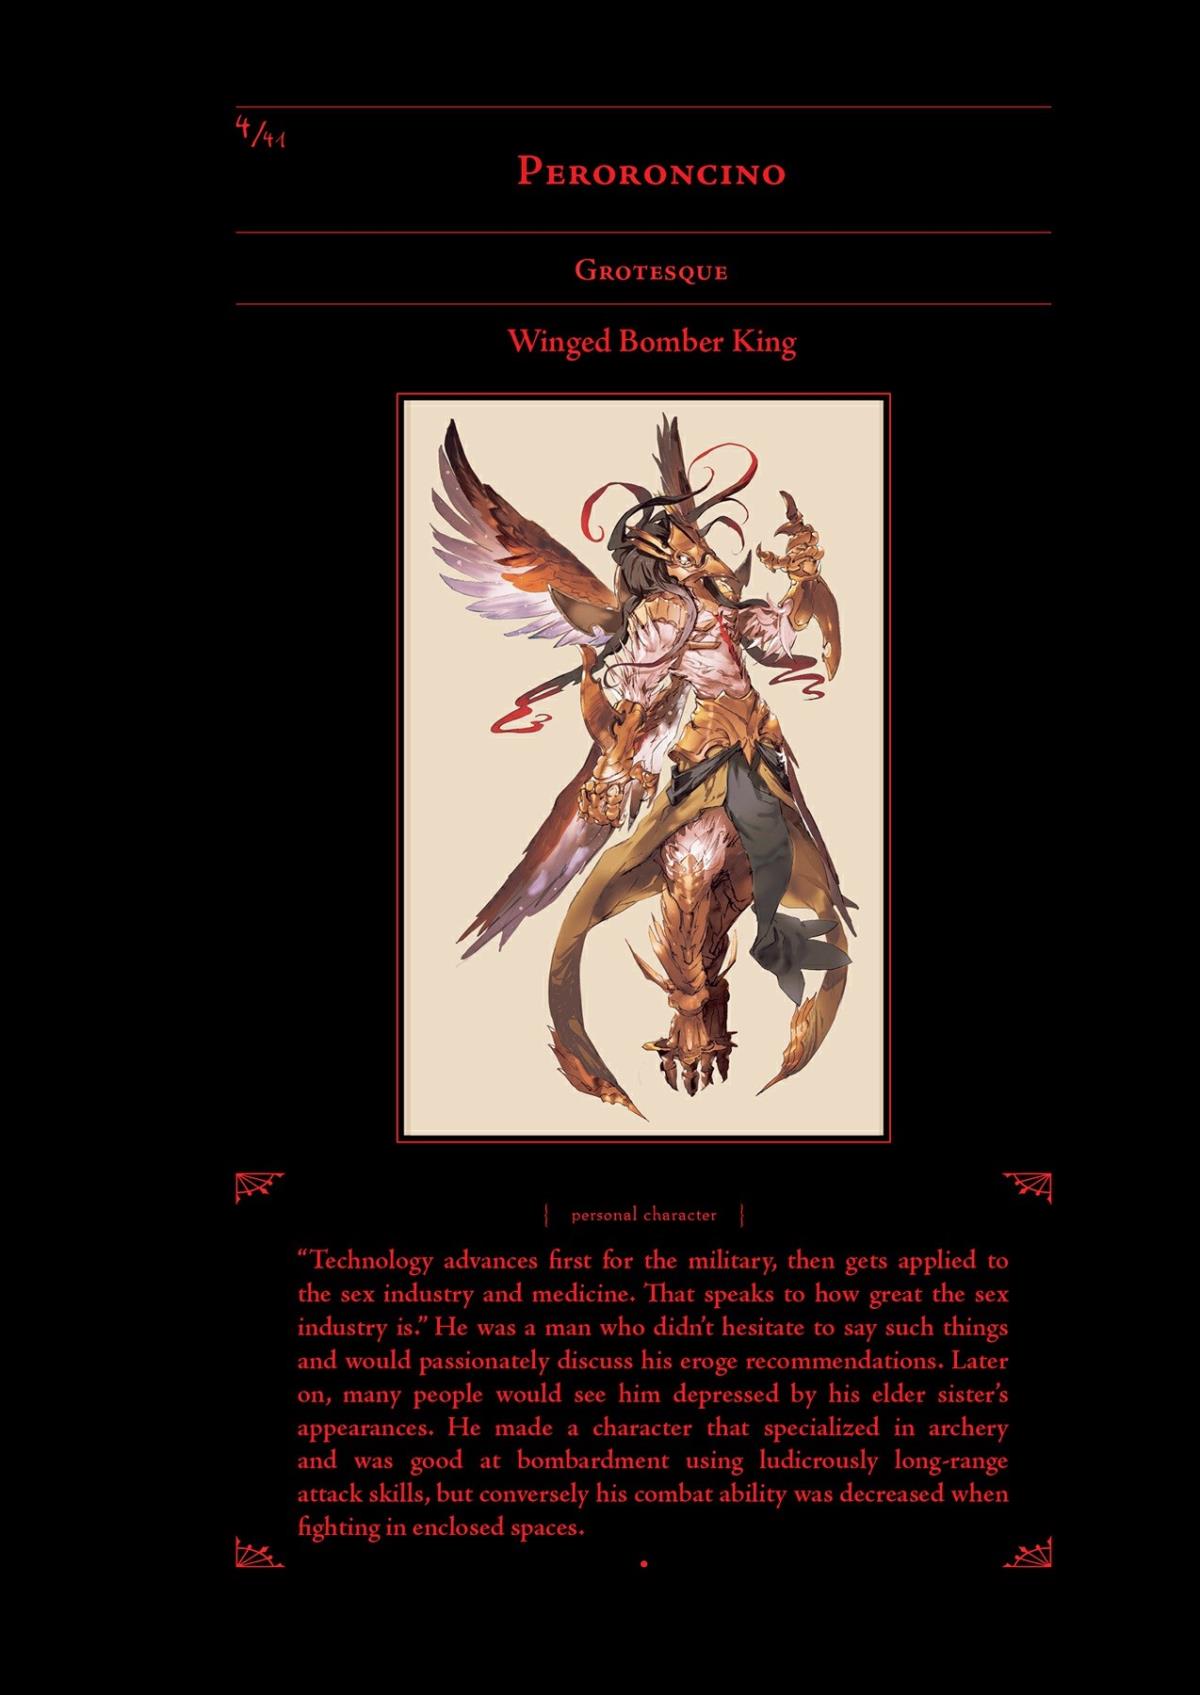 4/41
Peroroncino
Grotesque
Winged Bomber King
{ personal character }
“Technology advances first for the military, then gets applied to
the sex industry and medicine. That speaks to how great the sex
industry is.” He was a man who didn’t hesitate to say such things
and would passionately discuss his eroge recommendations. Later
on, many people would see him depressed by his elder sister’s
appearances. He made a character that specialized in archery
and was good at bombardment using ludicrously long-range
attack skills, but conversely his combat ability was decreased when
fighting in enclosed spaces.